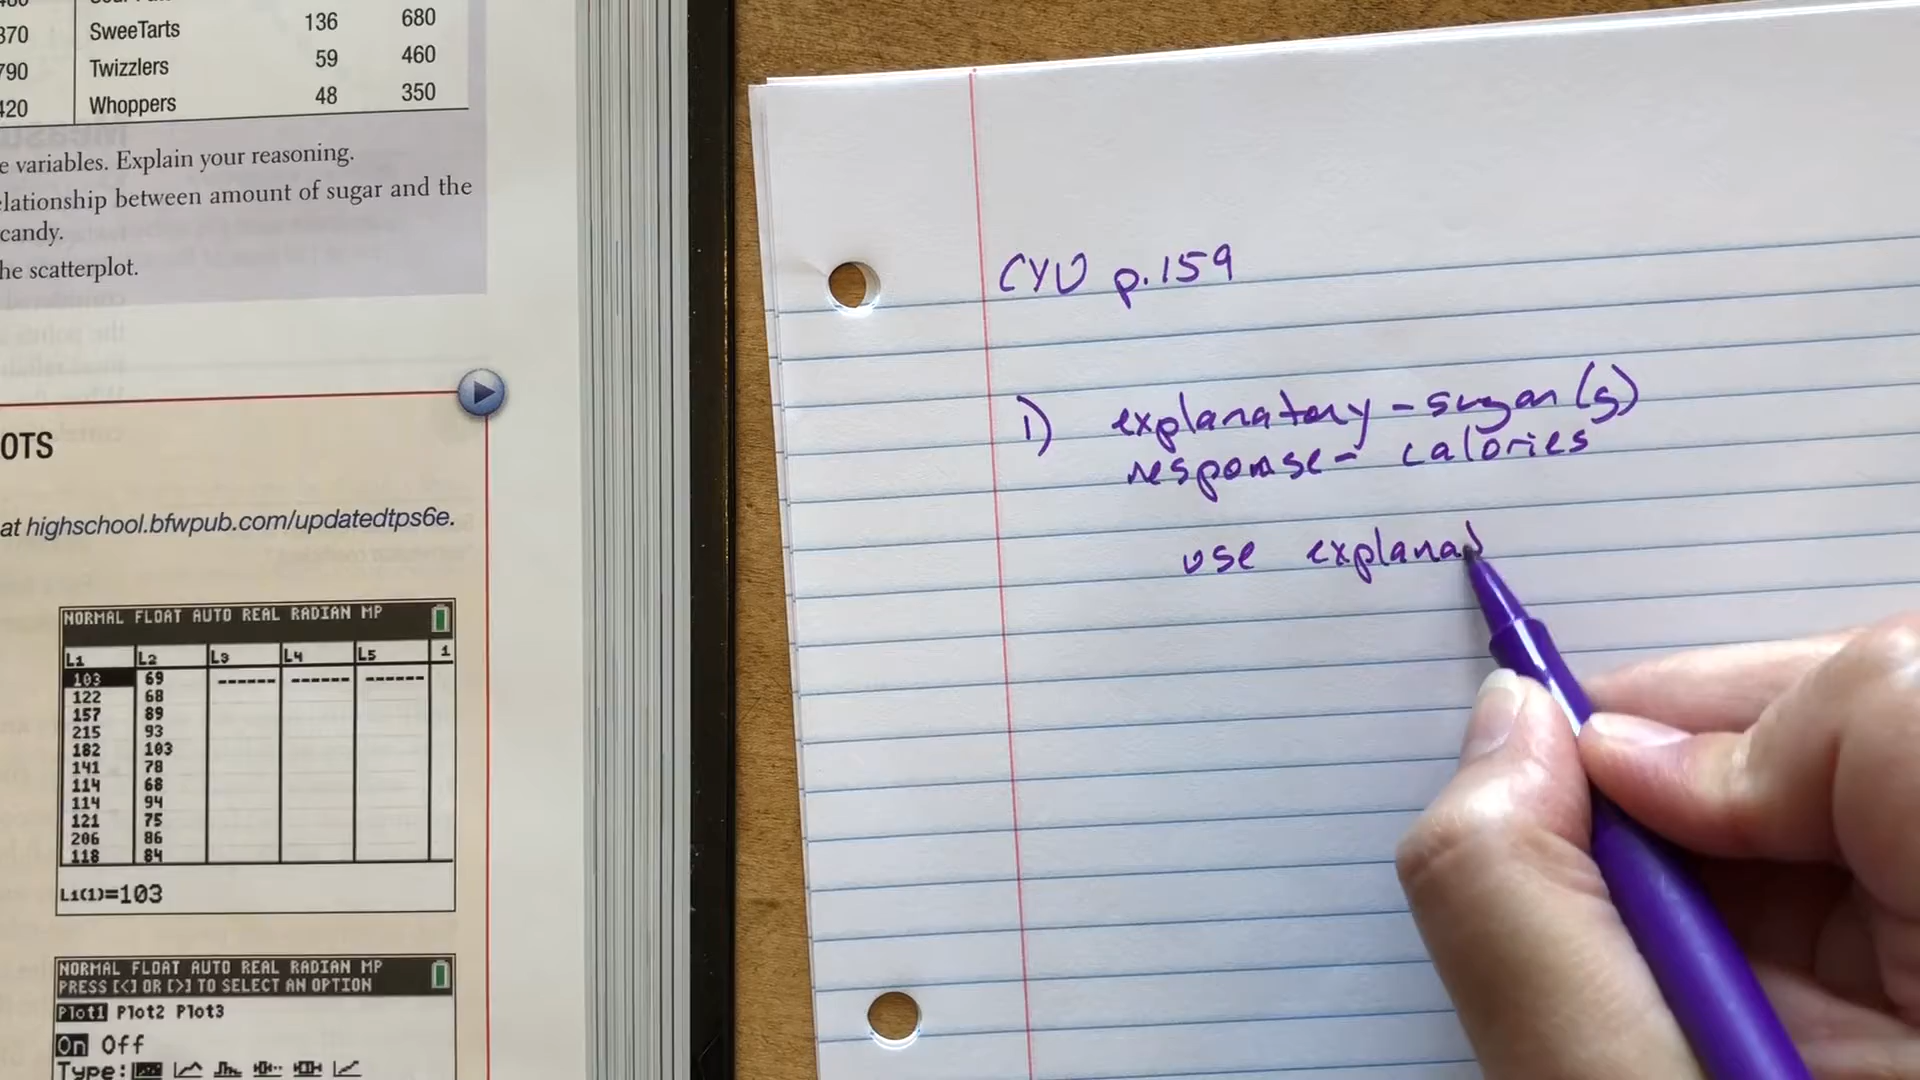 370 SweeTarts 136 680
790 Twizzlers 59 460
420 Whoppers 48 350
e variables. Explain your reasoning.
elationship between amount of sugar and the
candy.
he scatterplot.
OTS
at highschool.bfwpub.com/updatedtps6e.
NORMAL FLOAT AUTO REAL RADIAN MP
L1 L2 L3 L4 L5 1
103 69 ------ ------ ------
122 68
157 89
215 93
182 103
141 78
114 68
114 94
121 75
206 86
118 84
L1(1)=103
NORMAL FLOAT AUTO REAL RADIAN MP
PRESS [<] OR [>] TO SELECT AN OPTION
Plot1 Plot2 Plot3
On Off
Type:
CYU p.159
1) explanatory - sugar (g)
response - calories
use explana